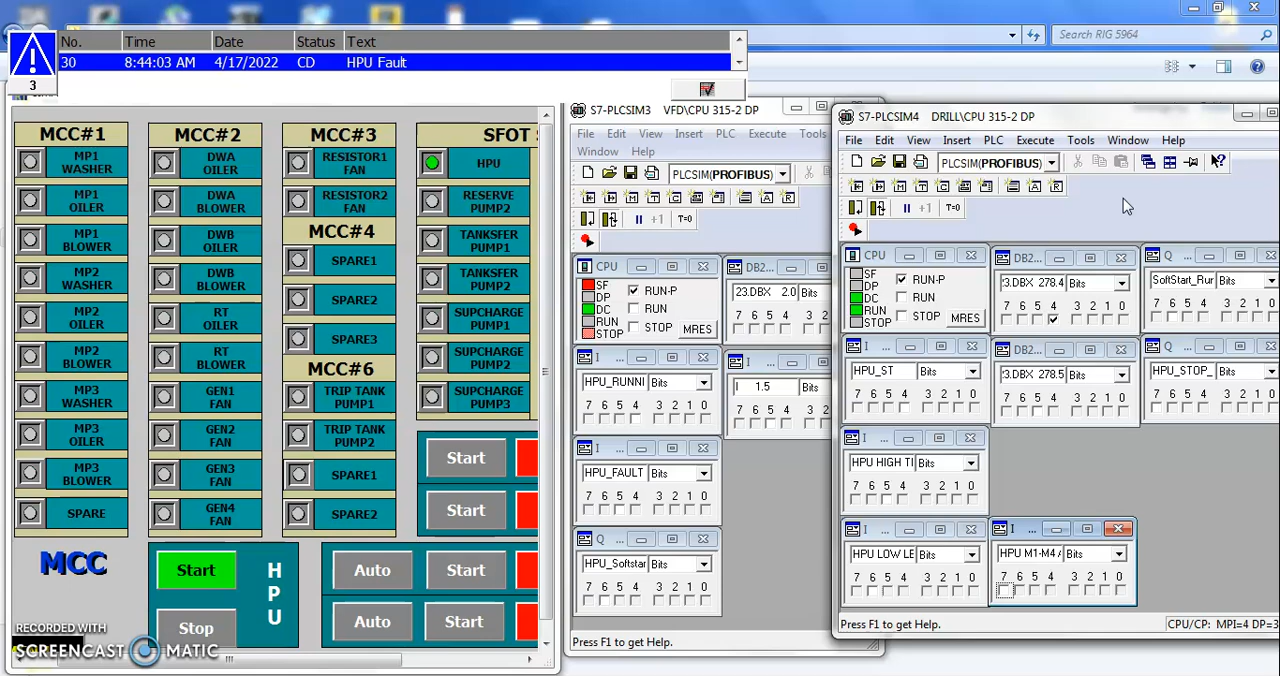 Search RIG 5964
No. Time Date Status Text
30 8:44:03 AM 4/17/2022 CD HPU Fault
3
MCC#1
MP1 WASHER
MP1 OILER
MP1 BLOWER
MP2 WASHER
MP2 OILER
MP2 BLOWER
MP3 WASHER
MP3 OILER
MP3 BLOWER
SPARE
MCC#2
DWA OILER
DWA BLOWER
DWB OILER
DWB BLOWER
RT OILER
RT BLOWER
GEN1 FAN
GEN2 FAN
GEN3 FAN
GEN4 FAN
MCC#3
RESISTOR1 FAN
RESISTOR2 FAN
MCC#4
SPARE1
SPARE2
SPARE3
MCC#6
TRIP TANK PUMP1
TRIP TANK PUMP2
SPARE1
SPARE2
SFOT
HPU
RESERVE PUMP2
TANKSFER PUMP1
TANKSFER PUMP2
SUPCHARGE PUMP1
SUPCHARGE PUMP2
SUPCHARGE PUMP3
Start
Start
MCC
Start
Stop
HPU
Auto Start
Auto Start
RECORDED WITH
SCREENCAST MATIC
S7-PLCSIM3 VFD\CPU 315-2 DP
File Edit View Insert PLC Execute Tools
Window Help
PLCSIM(PROFIBUS)
+1 T=0
CPU
SF
DP
DC
RUN
STOP
RUN-P
RUN
STOP
MRES
DB2...
23.DBX 2.0 Bits
7 6 5 4 3 2
I ...
HPU_RUNNI Bits
7 6 5 4 3 2 1 0
I ...
I 1.5 Bits
7 6 5 4 3 2
I ...
HPU_FAULT Bits
7 6 5 4 3 2 1 0
Q ...
HPU_Softstar Bits
7 6 5 4 3 2 1 0
Press F1 to get Help.
S7-PLCSIM4 DRILL\CPU 315-2 DP
File Edit View Insert PLC Execute Tools Window Help
PLCSIM(PROFIBUS)
+1 T=0
CPU
SF
DP
DC
RUN
STOP
RUN-P
RUN
STOP
MRES
DB2...
3.DBX 278.4 Bits
7 6 5 4 3 2 1 0
Q ...
SoftStart_Rur Bits
7 6 5 4 3 2 1 0
I ...
HPU_ST Bits
7 6 5 4 3 2 1 0
DB2...
3.DBX 278.5 Bits
7 6 5 4 3 2 1 0
Q ...
HPU_STOP_ Bits
7 6 5 4 3 2 1 0
I ...
HPU HIGH TI Bits
7 6 5 4 3 2 1 0
I ...
HPU LOW LE Bits
7 6 5 4 3 2 1 0
I ...
HPU M1-M4 Bits
7 6 5 4 3 2 1 0
Press F1 to get Help.
CPU/CP: MPI=4 DP=3